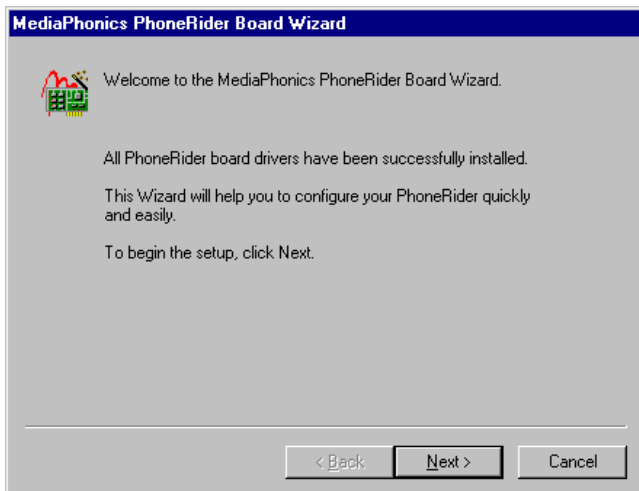 MediaPhonics PhoneRider Board Wizard
Welcome to the MediaPhonics PhoneRider Board Wizard.
All PhoneRider board drivers have been successfully installed.
This Wizard will help you to configure your PhoneRider quickly
and easily.
To begin the setup, click Next.
< Back
Next >
Cancel